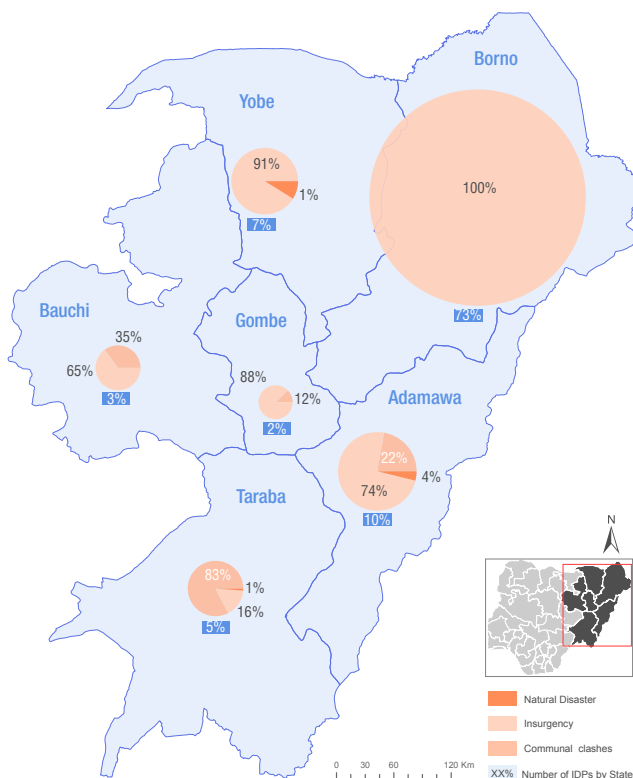 Borno
Yobe
91%
1%
7%
100%
73%
Bauchi
35%
65%
3%
Gombe
88%
12%
2%
Adamawa
22%
4%
74%
10%
Taraba
83%
1%
16%
5%
N
Natural Disaster
Insurgency
Communal clashes
XX% Number of IDPs by State
0 30 60 120 Km